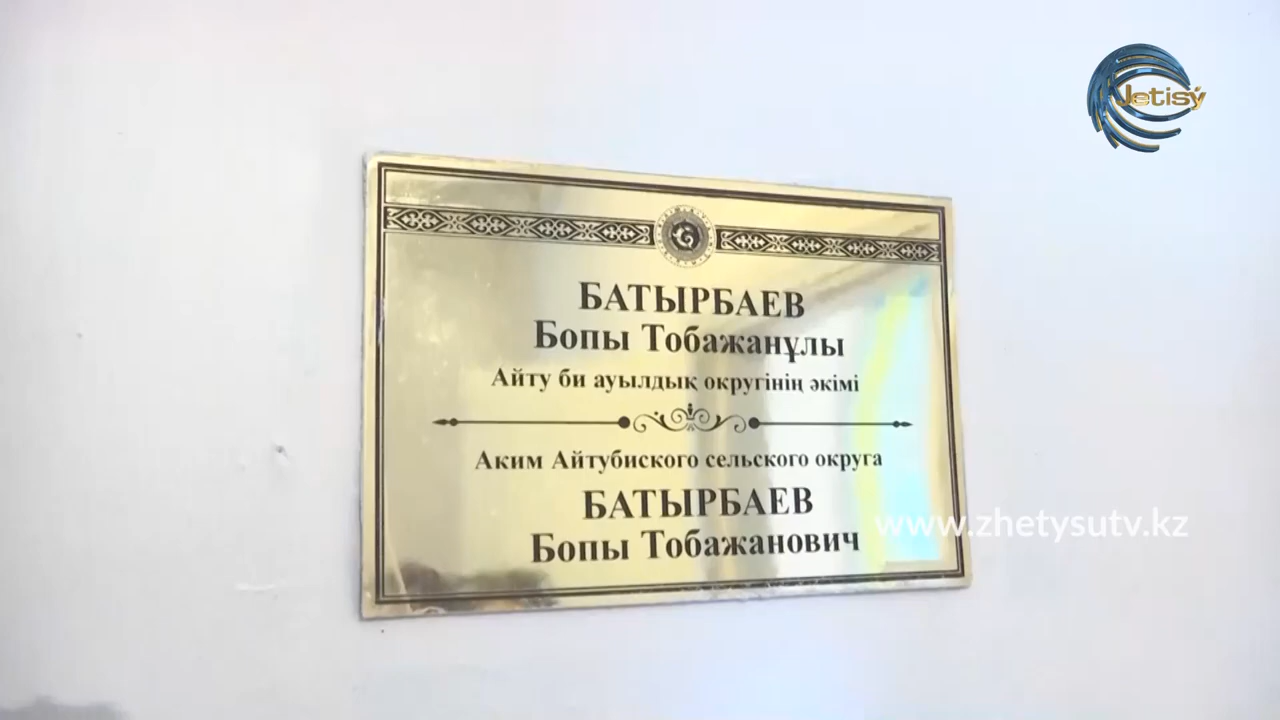 Jetisý
БАТЫРБАЕВ
Бопы Тобажанұлы
Айту би ауылдық округінің әкімі
Аким Айтубиского сельского округа
БАТЫРБАЕВ
Бопы Тобажанович
www.zhetysutv.kz